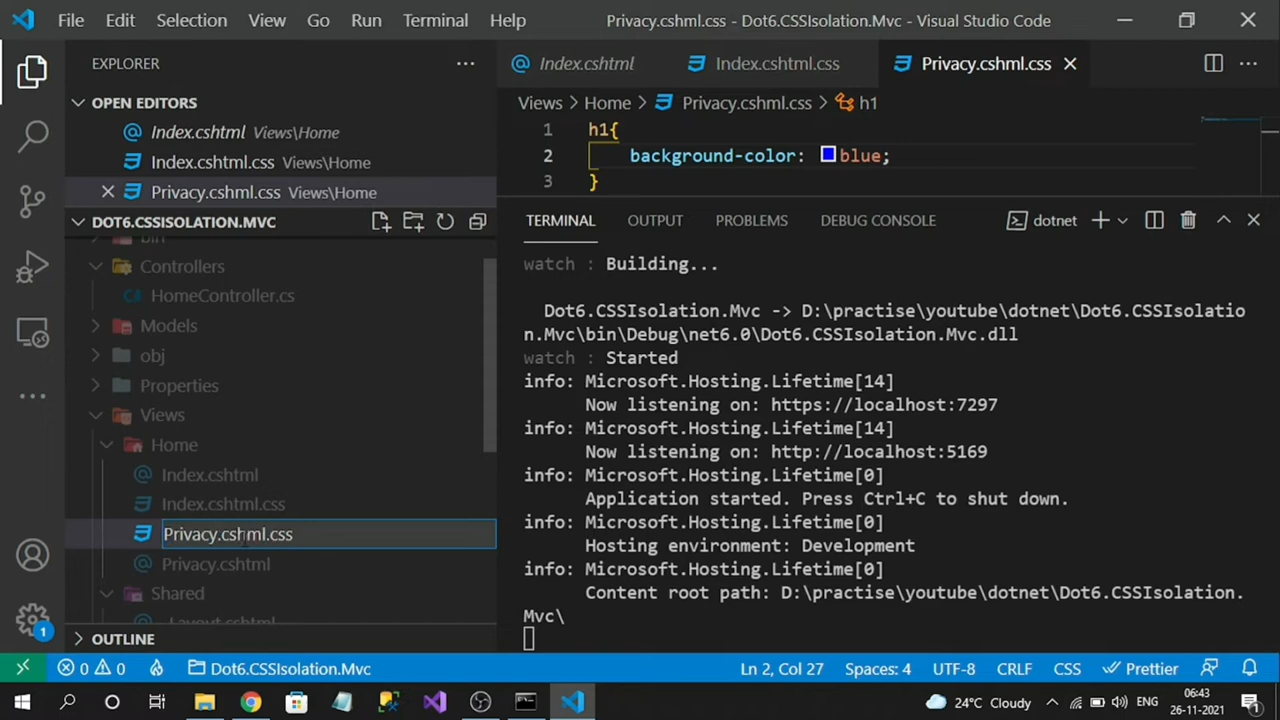 File Edit Selection View Go Run Terminal Help Privacy.cshml.css - Dot6.CSSIsolation.Mvc - Visual Studio Code
EXPLORER
OPEN EDITORS
Index.cshtml Views\Home
Index.cshtml.css Views\Home
Privacy.cshml.css Views\Home
DOT6.CSSISOLATION.MVC
bin
Controllers
HomeController.cs
Models
obj
Properties
Views
Home
Index.cshtml
Index.cshtml.css
Privacy.cshml.css
Privacy.cshtml
Shared
_Layout.cshtml
OUTLINE
Index.cshtml Index.cshtml.css Privacy.cshml.css
Views > Home > Privacy.cshml.css > h1
1 h1{
2 background-color: blue;
3 }
TERMINAL OUTPUT PROBLEMS DEBUG CONSOLE dotnet
watch : Building...
Dot6.CSSIsolation.Mvc -> D:\practise\youtube\dotnet\Dot6.CSSIsolatio
n.Mvc\bin\Debug\net6.0\Dot6.CSSIsolation.Mvc.dll
watch : Started
info: Microsoft.Hosting.Lifetime[14]
Now listening on: https://localhost:7297
info: Microsoft.Hosting.Lifetime[14]
Now listening on: http://localhost:5169
info: Microsoft.Hosting.Lifetime[0]
Application started. Press Ctrl+C to shut down.
info: Microsoft.Hosting.Lifetime[0]
Hosting environment: Development
info: Microsoft.Hosting.Lifetime[0]
Content root path: D:\practise\youtube\dotnet\Dot6.CSSIsolation.
Mvc\
1
0 0 Dot6.CSSIsolation.Mvc Ln 2, Col 27 Spaces: 4 UTF-8 CRLF CSS Prettier
24°C Cloudy ENG 06:43
26-11-2021 1